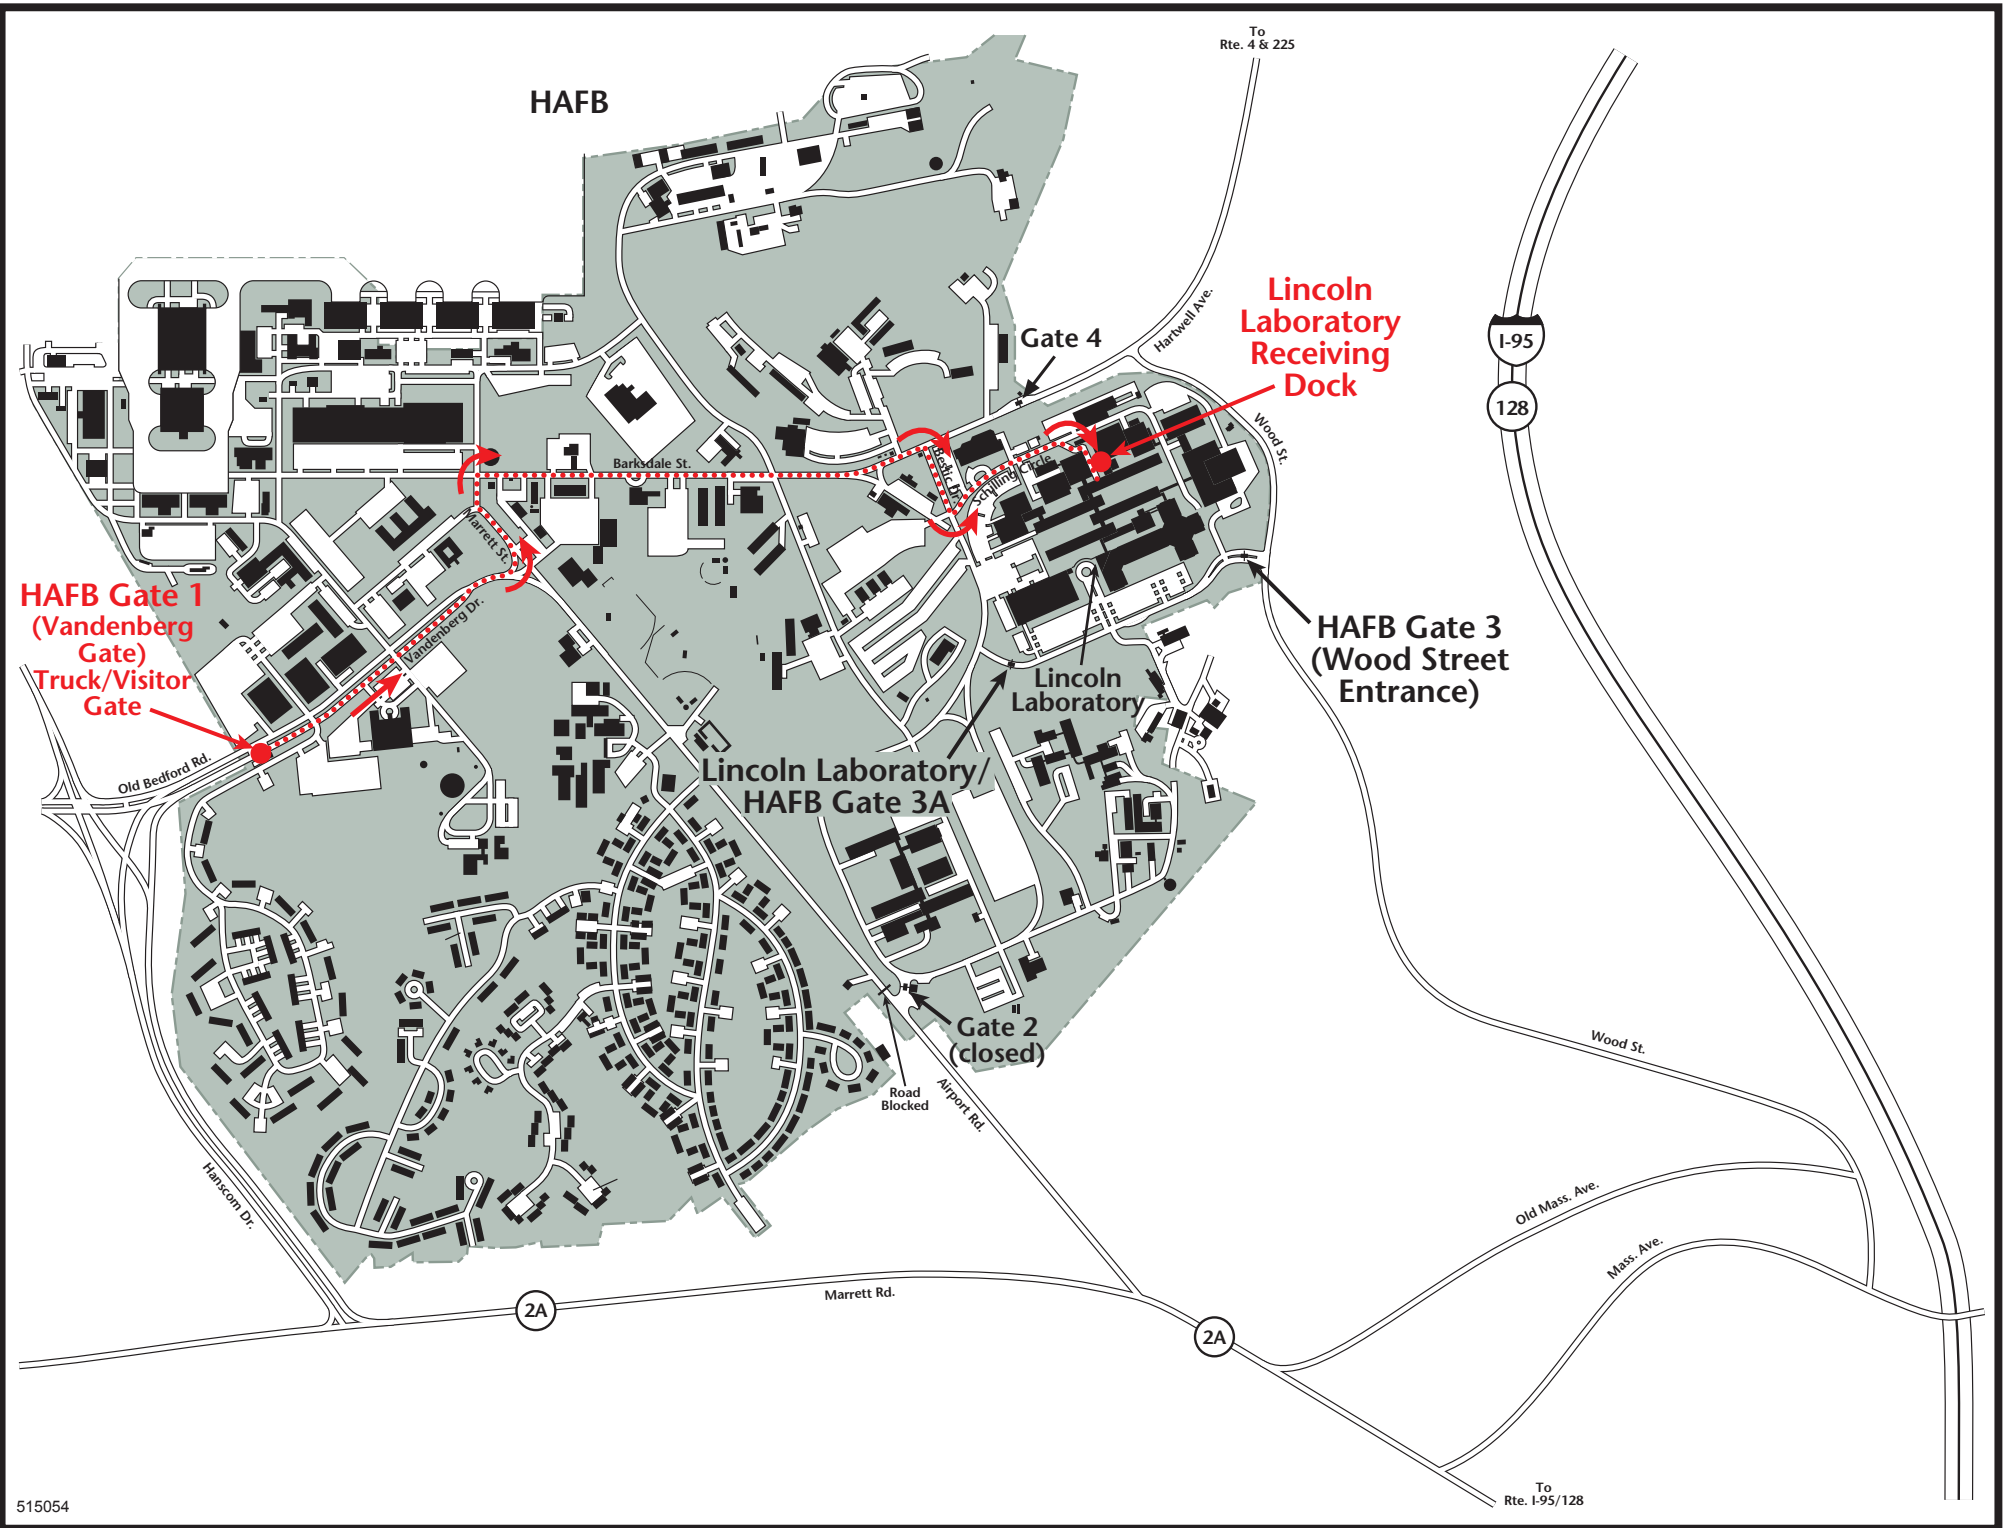 To
Rte. 4 & 225
HAFB
I-95
128
Hartwell Ave.
Lincoln
Laboratory
Receiving
Dock
Gate 4
Wood St.
Barksdale St.
Bestic Dr.
Schilling Circle
Marrett St.
HAFB Gate 1
(Vandenberg
Gate)
Truck/Visitor
Gate
Vandenberg Dr.
HAFB Gate 3
(Wood Street
Entrance)
Lincoln
Laboratory
Old Bedford Rd.
Lincoln Laboratory/
HAFB Gate 3A
Gate 2
(closed)
Road
Blocked
Airport Rd.
Wood St.
Hanscom Dr.
Old Mass. Ave.
Mass. Ave.
Marrett Rd.
2A
2A
To
Rte. I-95/128
515054